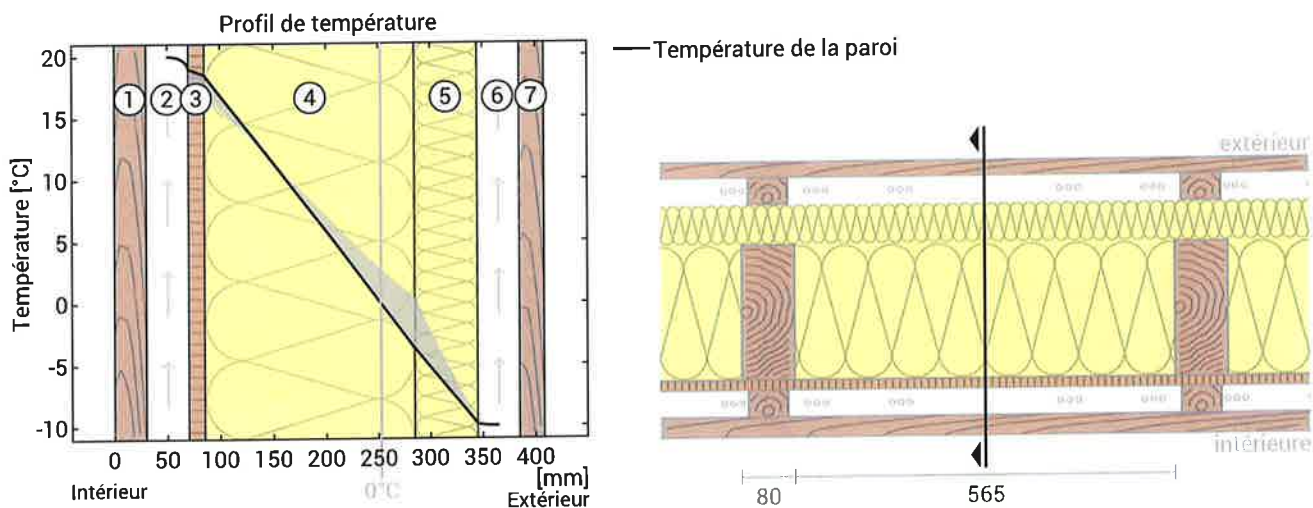 Profil de température
Température de la paroi
Température [°C]
20
15
10
5
0
-5
-10
1
2
3
4
5
6
7
0
50
100
150
200
250
300
350
400
[mm]
Intérieur
0°C
Extérieur
extérieur
intérieure
80
565